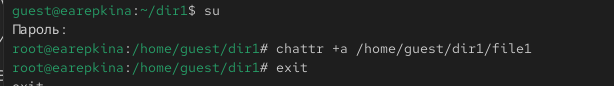 guest@earepkina:~/dir1$ su
Пароль:
root@earepkina:/home/guest/dir1# chattr +a /home/guest/dir1/file1
root@earepkina:/home/guest/dir1# exit
exit